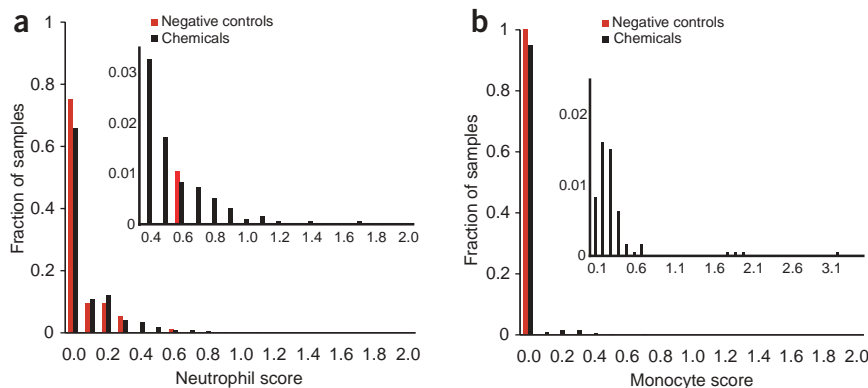 a
Negative controls
Chemicals
Fraction of samples
1
0.8
0.6
0.4
0.2
0
0.03
0.02
0.01
0
0.4 0.6 0.8 1.0 1.2 1.4 1.6 1.8 2.0
0.0 0.2 0.4 0.6 0.8 1.0 1.2 1.4 1.6 1.8 2.0
Neutrophil score
b
Negative controls
Chemicals
Fraction of samples
1
0.8
0.6
0.4
0.2
0
0.02
0.01
0
0.1 0.6 1.1 1.6 2.1 2.6 3.1
0.0 0.2 0.4 0.6 0.8 1.0 1.2 1.4 1.6 1.8 2.0
Monocyte score